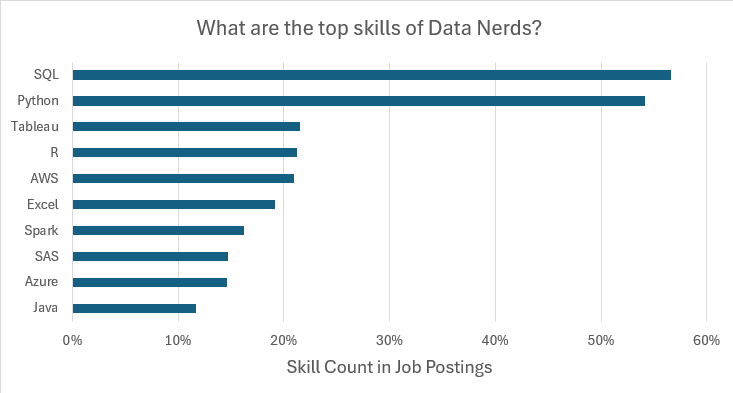 What are the top skills of Data Nerds?
SQL
Python
Tableau
R
AWS
Excel
Spark
SAS
Azure
Java
0% 10% 20% 30% 40% 50% 60%
Skill Count in Job Postings